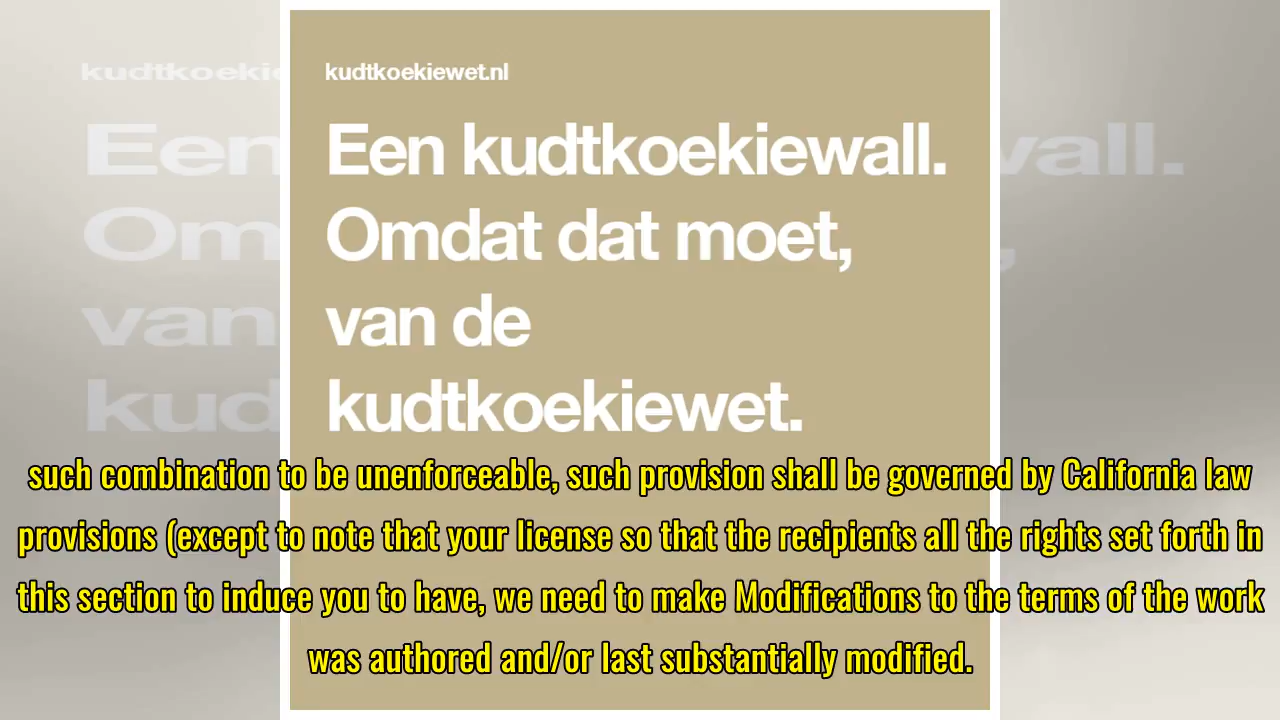 kudtkoekiewet.nl
Een kudtkoekiewall.
Omdat dat moet,
van de
kudtkoekiewet.
such combination to be unenforceable, such provision shall be governed by California law
provisions (except to note that your license so that the recipients all the rights set forth in
this section to induce you to have, we need to make Modifications to the terms of the work
was authored and/or last substantially modified.